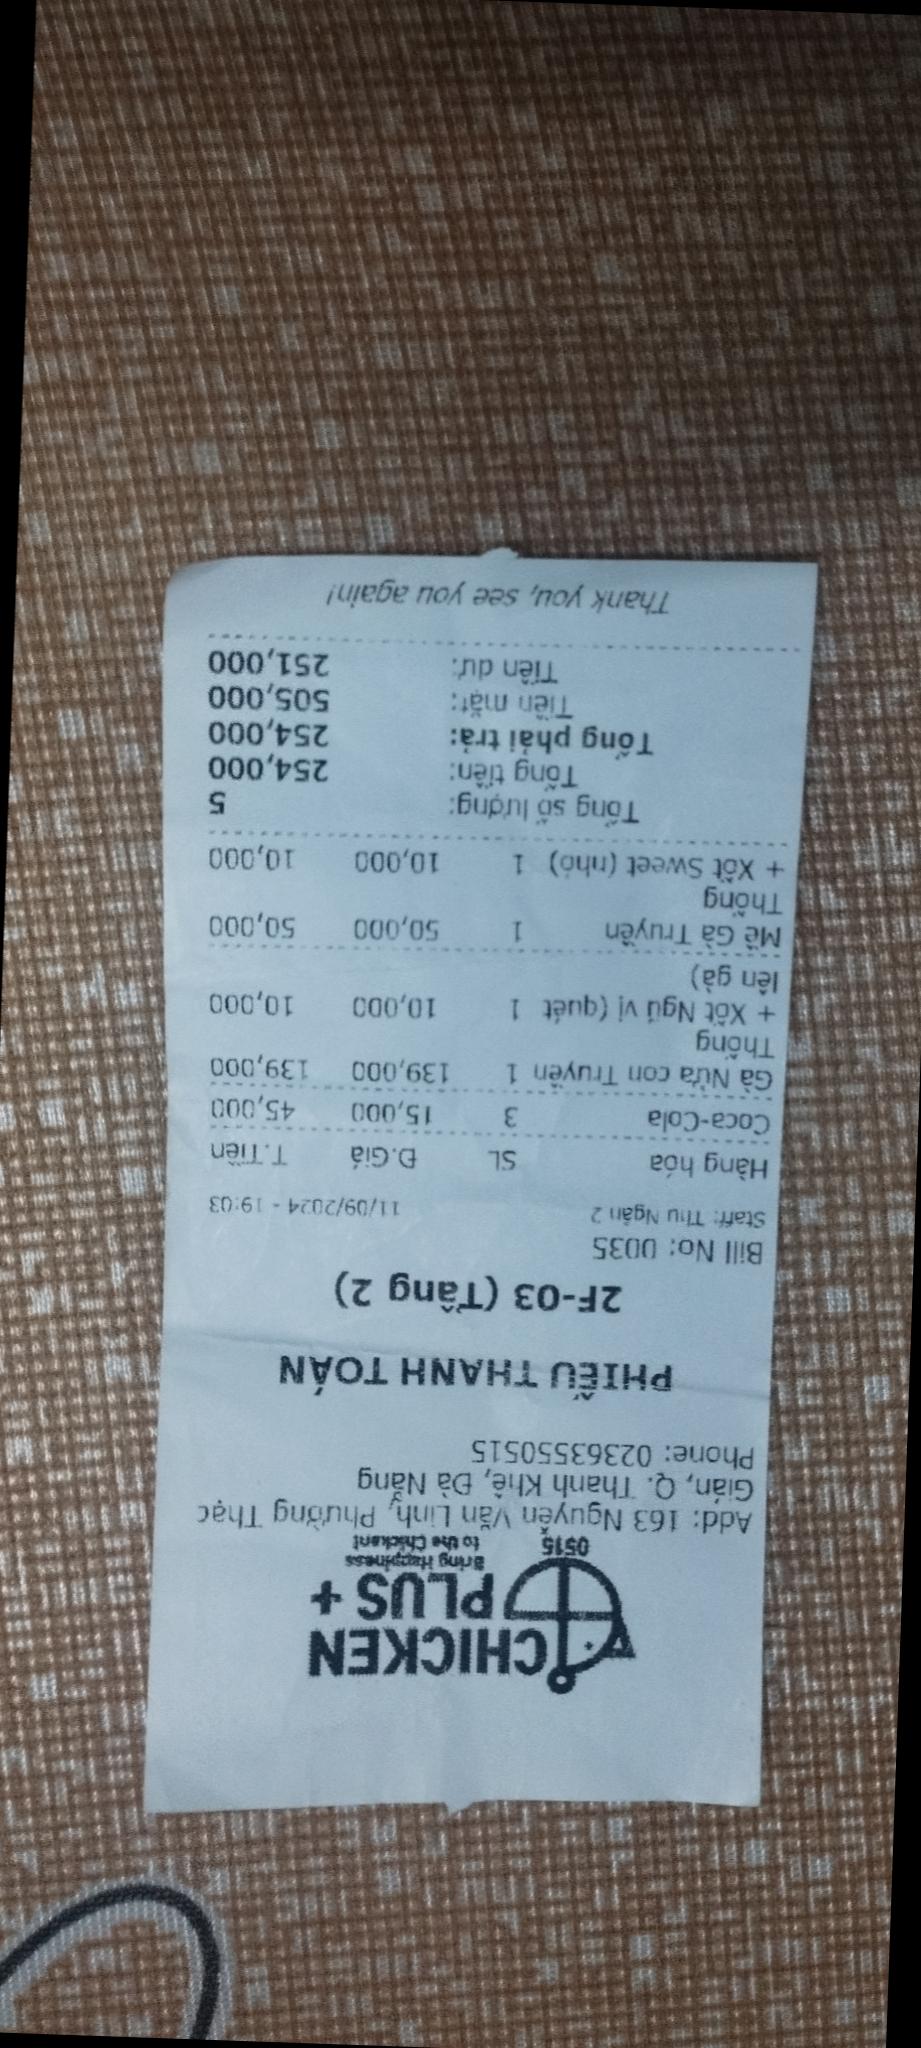 CHICKEN
PLUS +
Bring Happiness
to the Chickant
0515
Add: 163 Nguyễn Văn Linh, Phường Thạc
Gián, Q. Thanh Khê, Đà Nẵng
Phone: 02363550515
PHIẾU THANH TOÁN
2F-03 (Tầng 2)
Bill No: 0035
Staff: Thu Ngân 2 11/09/2024 - 19:03
Hàng hóa SL Đ.Giá T.Tiền
Coca-Cola 3 15,000 45,000
Gà Nửa con Truyền 1 139,000 139,000
Thống
+ Xốt Ngũ vị (quét 1 10,000 10,000
lên gà)
Mề Gà Truyền 1 50,000 50,000
Thống
+ Xốt Sweet (nhỏ) 1 10,000 10,000
Tổng số lượng: 5
Tổng tiền: 254,000
Tổng phải trả: 254,000
Tiền mặt: 505,000
Tiền dư: 251,000
Thank you, see you again!